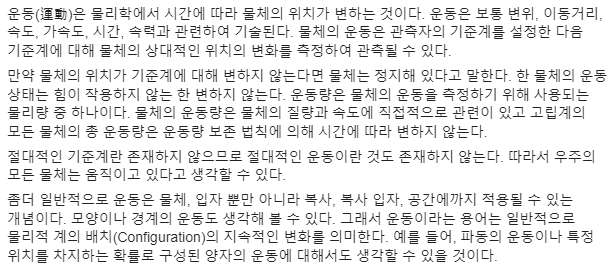 운동(運動)은 물리학에서 시간에 따라 물체의 위치가 변하는 것이다. 운동은 보통 변위, 이동거리,
속도, 가속도, 시간, 속력과 관련하여 기술된다. 물체의 운동은 관측자의 기준계를 설정한 다음
기준계에 대해 물체의 상대적인 위치의 변화를 측정하여 관측될 수 있다.
만약 물체의 위치가 기준계에 대해 변하지 않는다면 물체는 정지해 있다고 말한다. 한 물체의 운동
상태는 힘이 작용하지 않는 한 변하지 않는다. 운동량은 물체의 운동을 측정하기 위해 사용되는
물리량 중 하나이다. 물체의 운동량은 물체의 질량과 속도에 직접적으로 관련이 있고 고립계의
모든 물체의 총 운동량은 운동량 보존 법칙에 의해 시간에 따라 변하지 않는다.
절대적인 기준계란 존재하지 않으므로 절대적인 운동이란 것도 존재하지 않는다. 따라서 우주의
모든 물체는 움직이고 있다고 생각할 수 있다.
좀더 일반적으로 운동은 물체, 입자 뿐만 아니라 복사, 복사 입자, 공간에까지 적용될 수 있는
개념이다. 모양이나 경계의 운동도 생각해 볼 수 있다. 그래서 운동이라는 용어는 일반적으로
물리적 계의 배치(Configuration)의 지속적인 변화를 의미한다. 예를 들어, 파동의 운동이나 특정
위치를 차지하는 확률로 구성된 양자의 운동에 대해서도 생각할 수 있을 것이다.